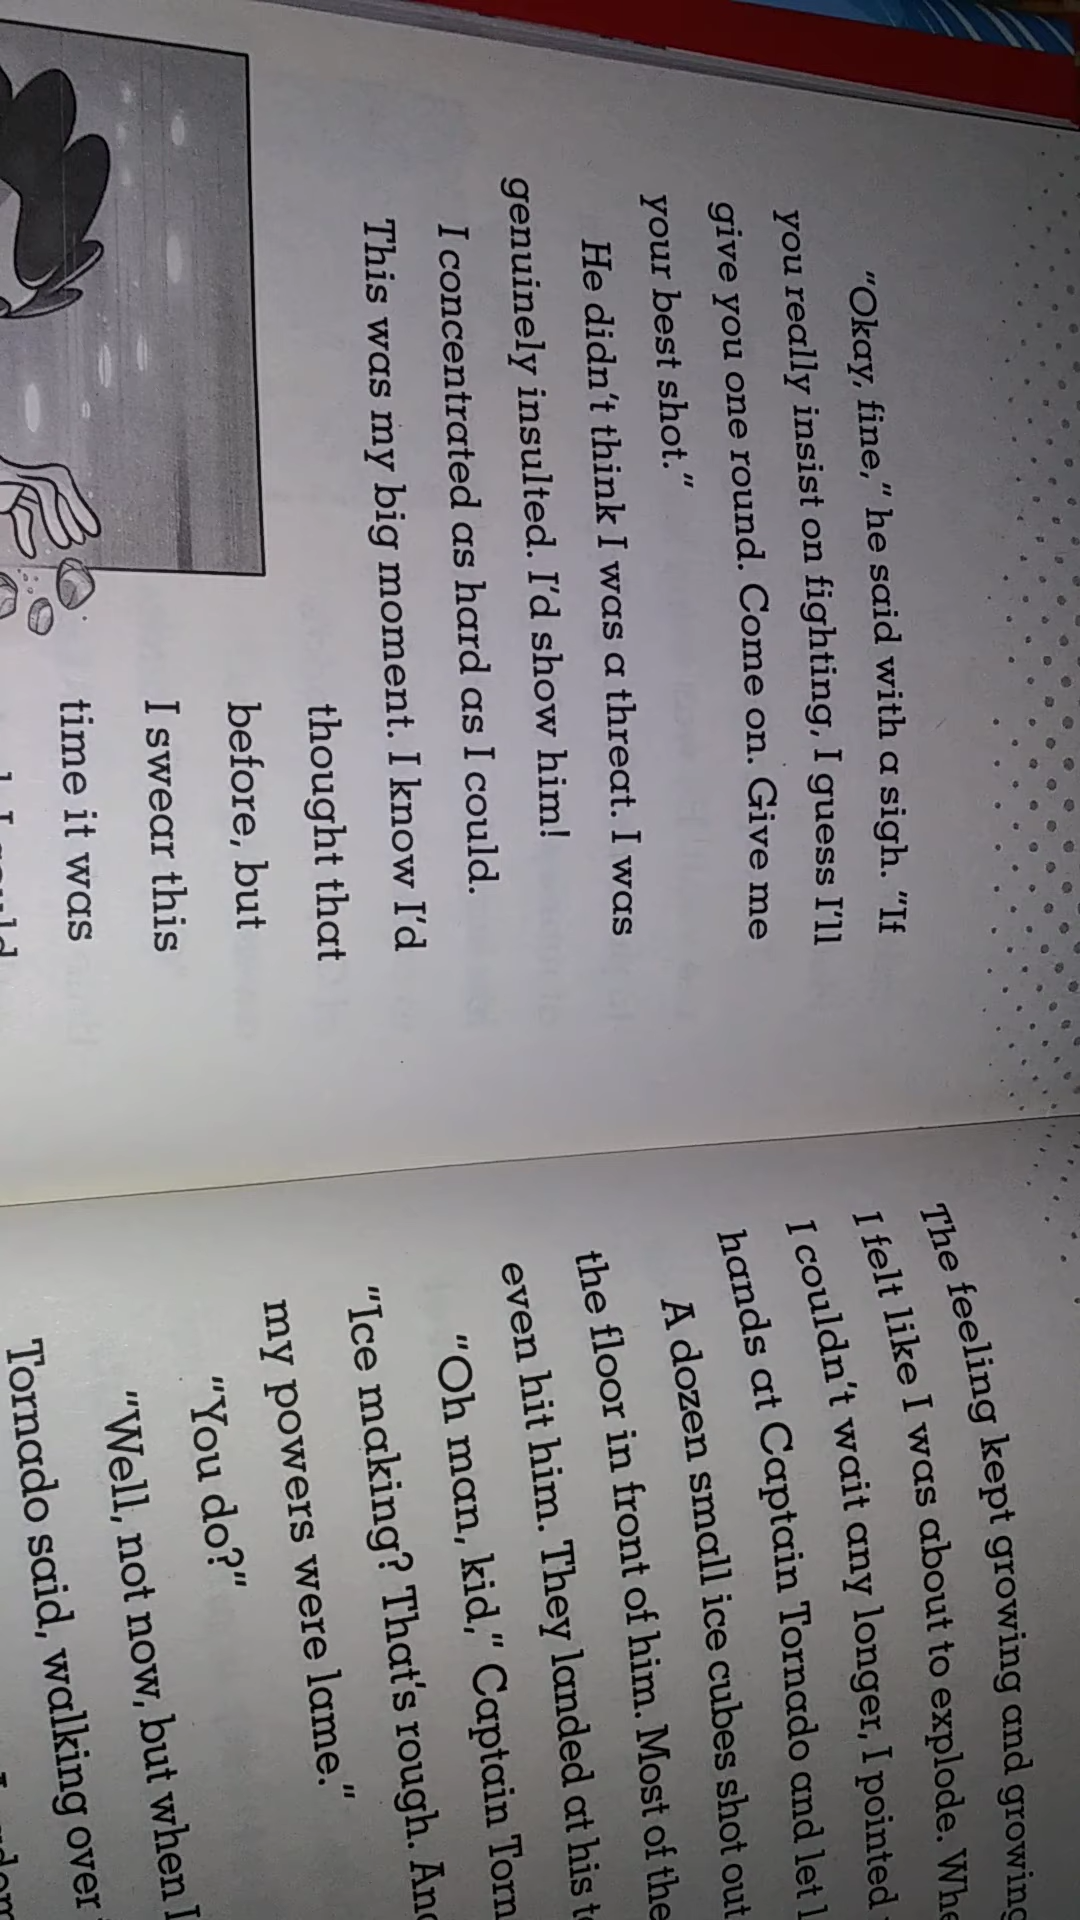 "Okay, fine," he said with a sigh. "If
you really insist on fighting, I guess I'll
give you one round. Come on. Give me
your best shot."
He didn't think I was a threat. I was
genuinely insulted. I'd show him!
I concentrated as hard as I could.
This was my big moment. I know I'd
thought that
before, but
I swear this
time it was
The feeling kept growing and growing
I felt like I was about to explode.
I couldn't wait any longer, I pointed
hands at Captain Tornado and let
A dozen small ice cubes shot out
the floor in front of him. Most of the
even hit him. They landed at his
"Oh man, kid," Captain
"Ice making? That's rough.
my powers were lame."
"You do?"
"Well, not now, but when I
Tornado said, walking over